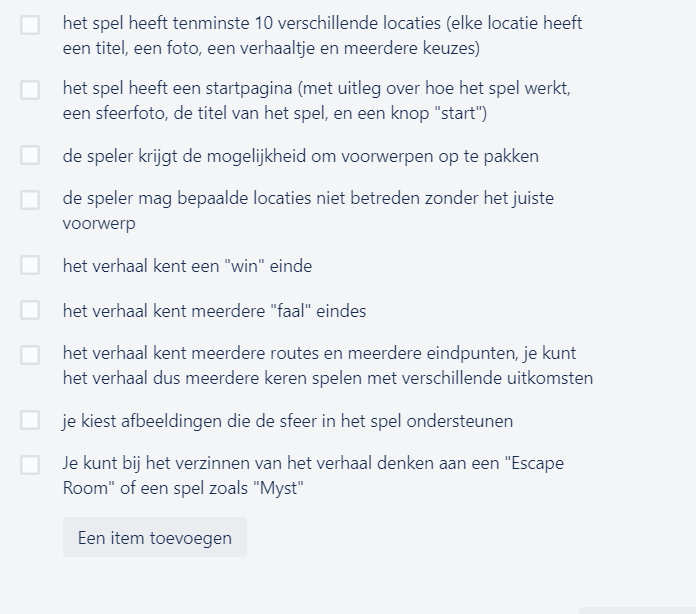 het spel heeft tenminste 10 verschillende locaties (elke locatie heeft
een titel, een foto, een verhaaltje en meerdere keuzes)
het spel heeft een startpagina (met uitleg over hoe het spel werkt,
een sfeerfoto, de titel van het spel, en een knop "start")
de speler krijgt de mogelijkheid om voorwerpen op te pakken
de speler mag bepaalde locaties niet betreden zonder het juiste
voorwerp
het verhaal kent een "win" einde
het verhaal kent meerdere "faal" eindes
het verhaal kent meerdere routes en meerdere eindpunten, je kunt
het verhaal dus meerdere keren spelen met verschillende uitkomsten
je kiest afbeeldingen die de sfeer in het spel ondersteunen
Je kunt bij het verzinnen van het verhaal denken aan een "Escape
Room" of een spel zoals "Myst"
Een item toevoegen